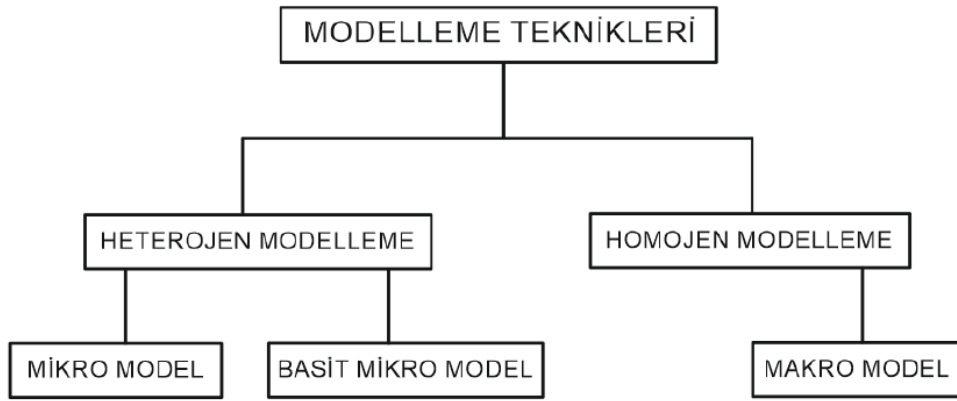 MODELLEME TEKNİKLERİ
HETEROJEN MODELLEME
HOMOJEN MODELLEME
MİKRO MODEL
BASİT MİKRO MODEL
MAKRO MODEL